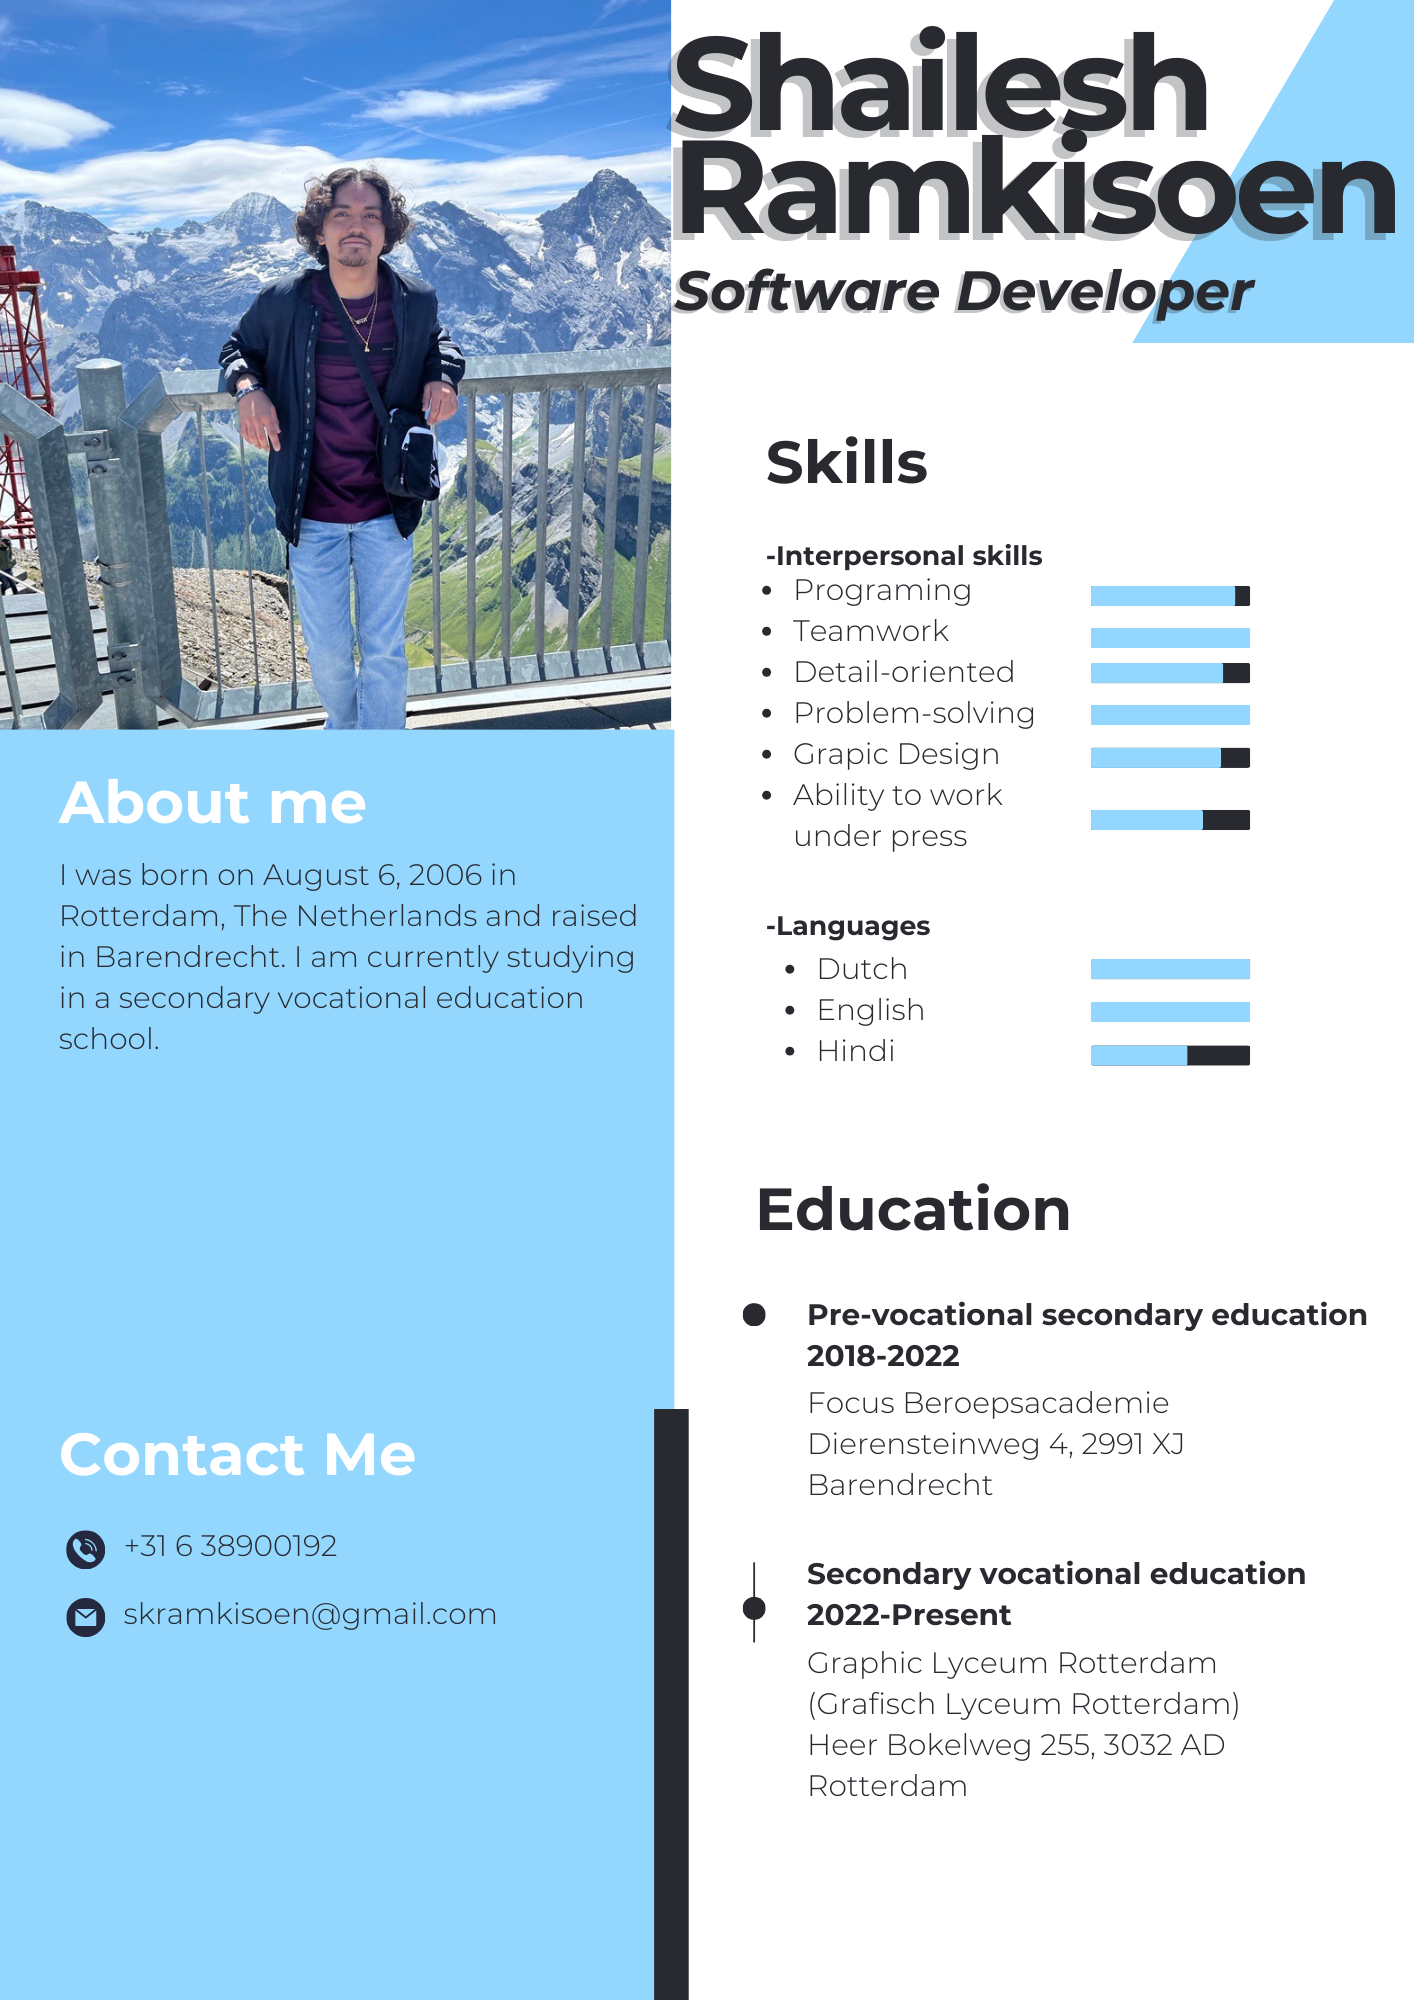 Shailesh
Ramkisoen
Software Developer
About me
I was born on August 6, 2006 in
Rotterdam, The Netherlands and raised
in Barendrecht. I am currently studying
in a secondary vocational education
school.
Contact Me
+31 6 38900192
skramkisoen@gmail.com
Skills
-Interpersonal skills
• Programing
• Teamwork
• Detail-oriented
• Problem-solving
• Grapic Design
• Ability to work
under press
-Languages
• Dutch
• English
• Hindi
Education
Pre-vocational secondary education
2018-2022
Focus Beroepsacademie
Dierensteinweg 4, 2991 XJ
Barendrecht
Secondary vocational education
2022-Present
Graphic Lyceum Rotterdam
(Grafisch Lyceum Rotterdam)
Heer Bokelweg 255, 3032 AD
Rotterdam